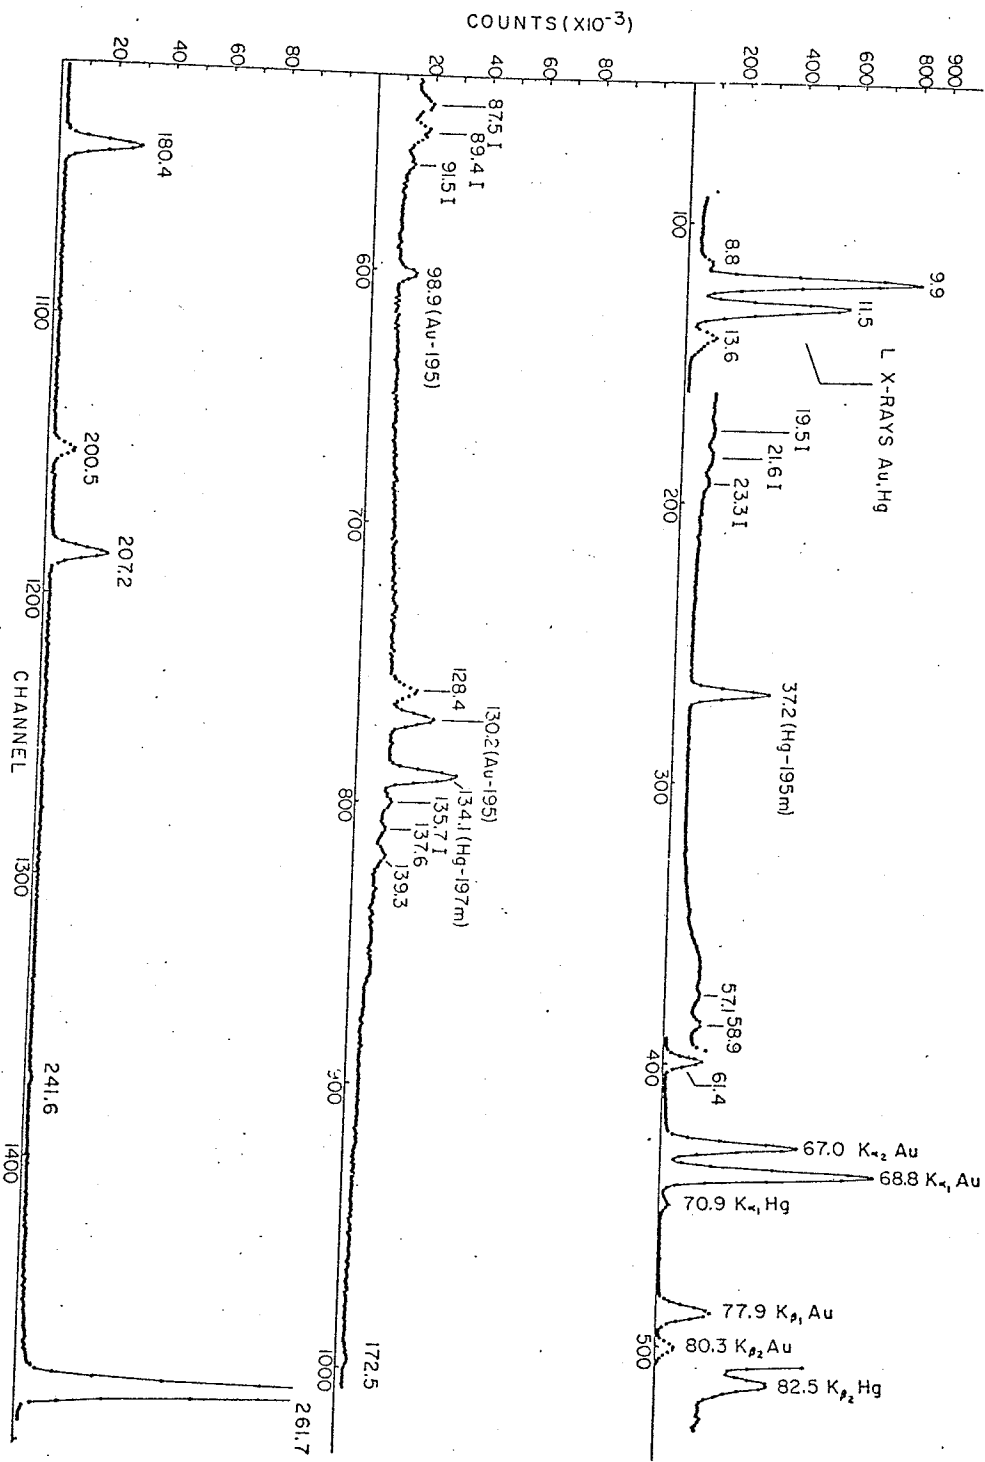 COUNTS (X10⁻³)
200
400
600
800
900
8.8
9.9
11.5
13.6
L X-RAYS Au,Hg
19.5 I
21.6 I
23.3 I
37.2 (Hg-195m)
57.1
58.9
61.4
67.0 Kα₂ Au
68.8 Kα₁ Au
70.9 Kα₁ Hg
77.9 Kβ₁ Au
80.3 Kβ₂ Au
82.5 Kβ₂ Hg
100
200
300
400
500
20
40
60
80
87.5 I
89.4 I
91.5 I
98.9 (Au-195)
128.4
130.2 (Au-195)
134.1 (Hg-197m)
135.7 I
137.6
139.3
172.5
600
700
800
900
1000
20
40
60
80
180.4
200.5
207.2
241.6
261.7
1100
1200
1300
1400
CHANNEL